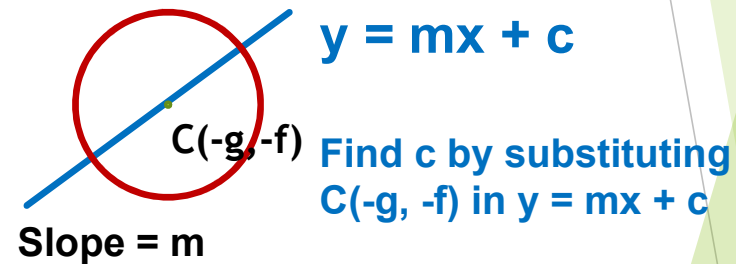 y = mx + c
C(-g,-f)
Find c by substituting
C(-g, -f) in y = mx + c
Slope = m